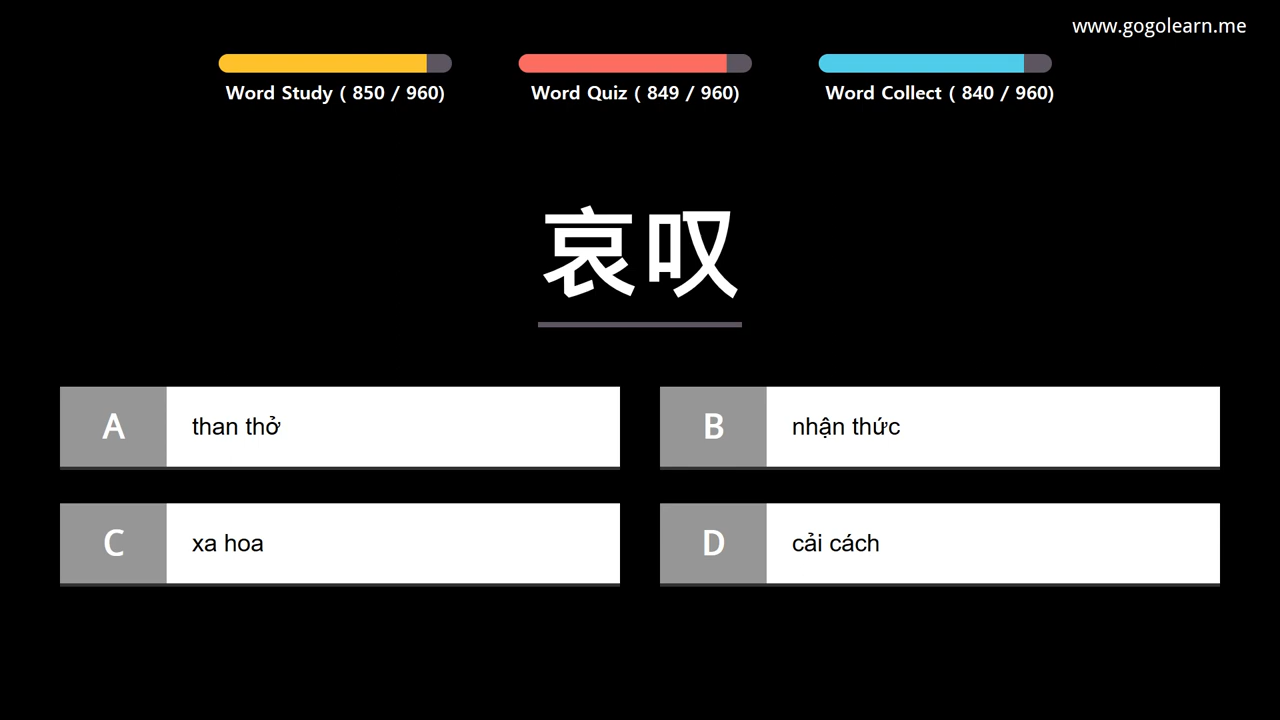 www.gogolearn.me
Word Study ( 850 / 960)
Word Quiz ( 849 / 960)
Word Collect ( 840 / 960)
哀叹
A than thở
B nhận thức
C xa hoa
D cải cách